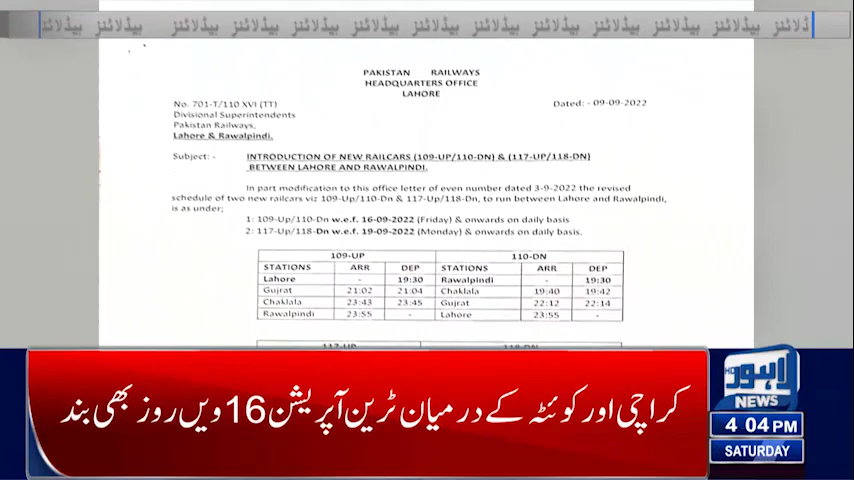 ہیڈلائنز ہیڈلائنز ہیڈلائنز ہیڈلائنز ہیڈلائنز ہیڈلائنز
PAKISTAN RAILWAYS
HEADQUARTERS OFFICE
LAHORE
No. 701-T/110 XVI (TT) Dated: - 09-09-2022
Divisional Superintendents
Pakistan Railways,
Lahore & Rawalpindi.
Subject: - INTRODUCTION OF NEW RAILCARS (109-UP/110-DN) & (117-UP/118-DN)
BETWEEN LAHORE AND RAWALPINDI.
In part modification to this office letter of even number dated 3-9-2022 the revised
schedule of two new railcars viz 109-Up/110-Dn & 117-Up/118-Dn, to run between Lahore and Rawalpindi,
is as under;
1: 109-Up/110-Dn w.e.f. 16-09-2022 (Friday) & onwards on daily basis
2: 117-Up/118-Dn w.e.f. 19-09-2022 (Monday) & onwards on daily basis.
109-UP 110-DN
STATIONS ARR DEP STATIONS ARR DEP
Lahore - 19:30 Rawalpindi - 19:30
Gujrat 21:02 21:04 Chaklala 19:40 19:42
Chaklala 23:43 23:45 Gujrat 22:12 22:14
Rawalpindi 23:55 - Lahore 23:55 -
117-UP 118-DN
کراچی اور کوئٹہ کے درمیان ٹرین آپریشن 16 ویں روز بھی بند
لاہور HD
NEWS
4 04 PM
SATURDAY